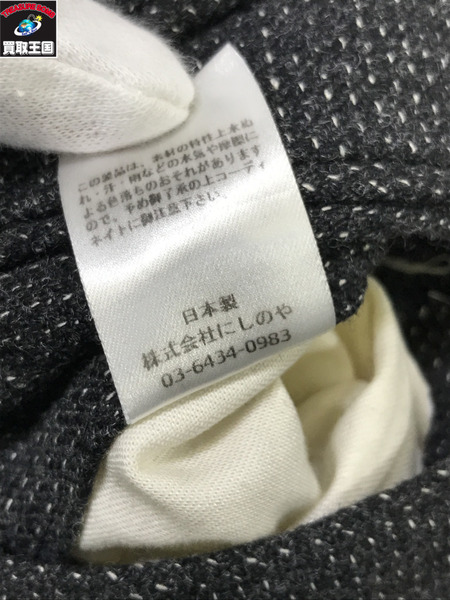 TREASURE MARKET
買取王国
この製品は、素材の特性上水ぬ
れ・汗・雨などの水気や摩擦に
よる色落ちのおそれがあります
ので、予め御了承の上コーディ
ネイトに御注意下さい。
日本製
株式会社にしのや
03-6434-0983